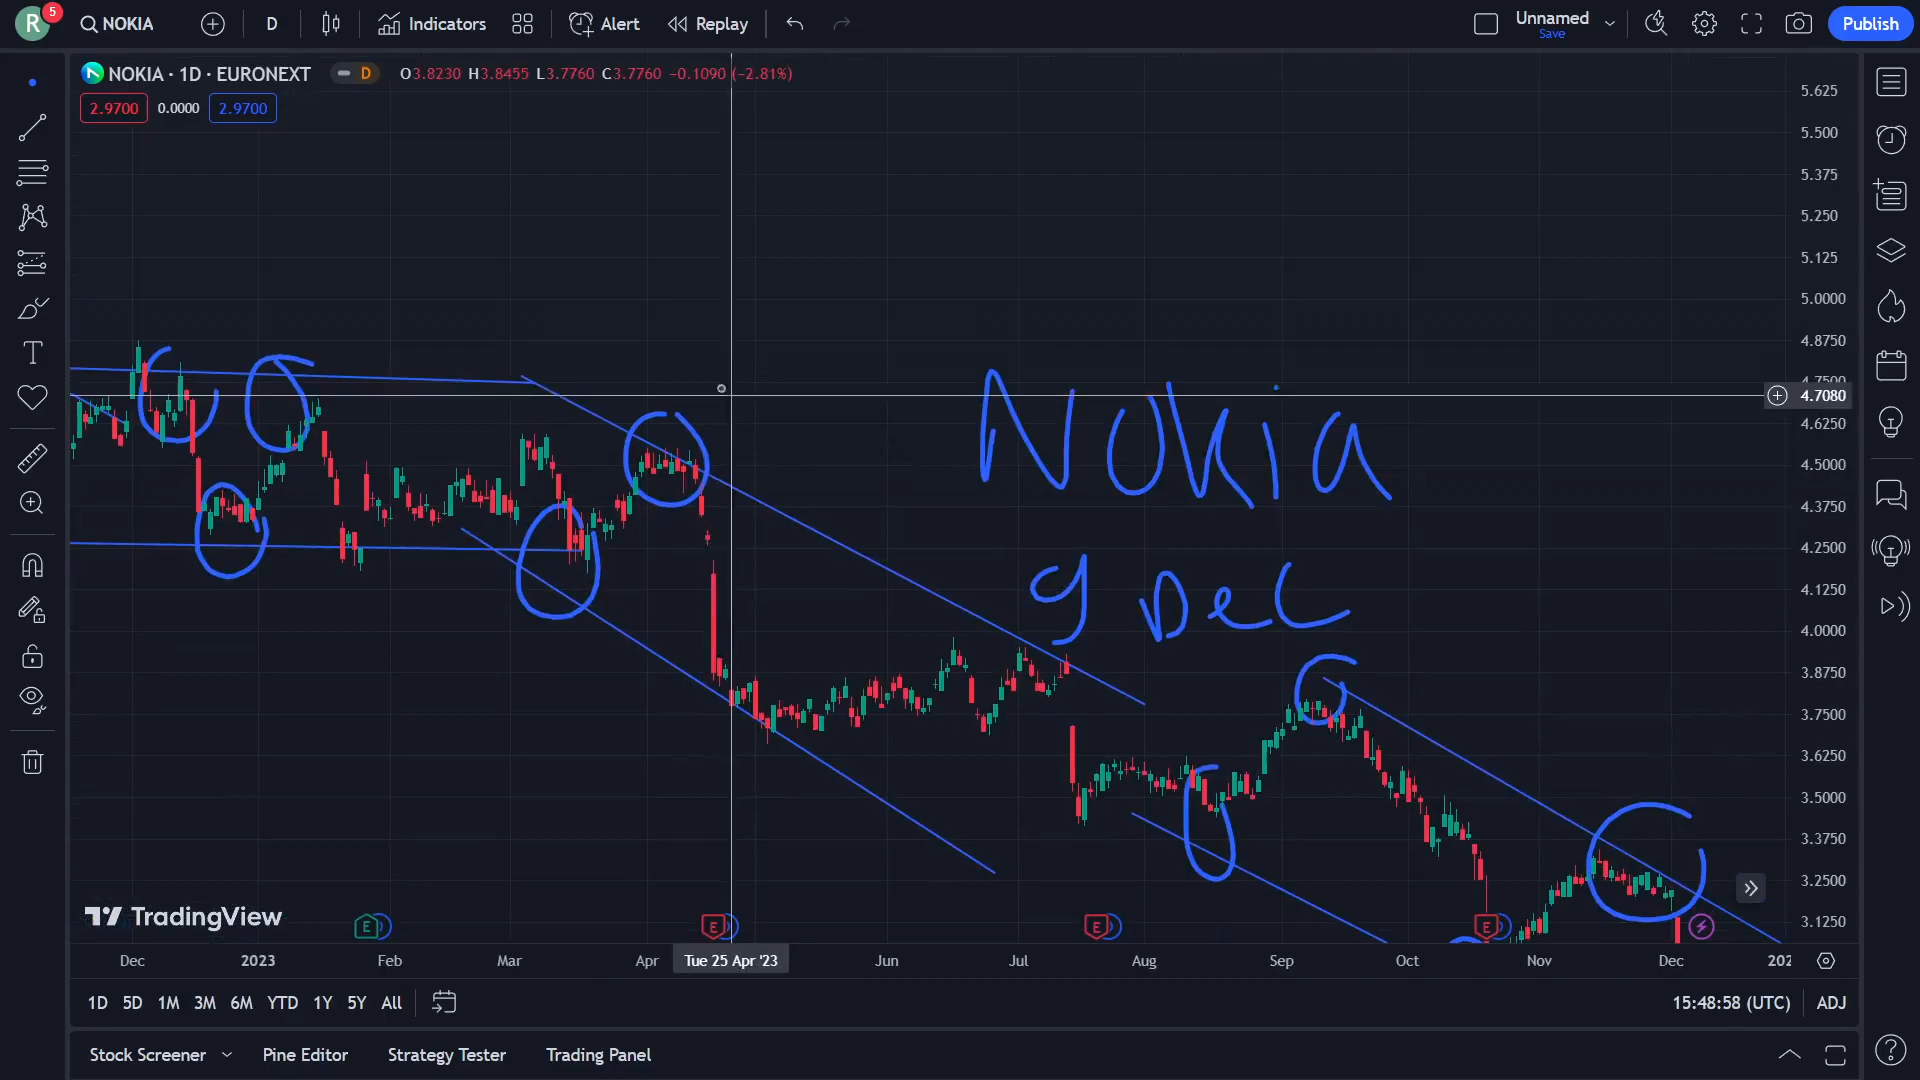 R 5 NOKIA D Indicators Alert Replay Unnamed Save Publish
NOKIA · 1D · EURONEXT D O3.8230 H3.8455 L3.7760 C3.7760 −0.1090 (−2.81%)
2.9700 0.0000 2.9700
5.625
5.500
5.375
5.250
5.125
5.0000
4.8750
4.7500
4.7080
4.6250
4.5000
4.3750
4.2500
4.1250
4.0000
3.8750
3.7500
3.6250
3.5000
3.3750
3.2500
3.1250
Nokia
9 Dec
TradingView
E E E E
Dec 2023 Feb Mar Apr Tue 25 Apr '23 Jun Jul Aug Sep Oct Nov Dec 202
1D 5D 1M 3M 6M YTD 1Y 5Y All 15:48:58 (UTC) ADJ
Stock Screener Pine Editor Strategy Tester Trading Panel